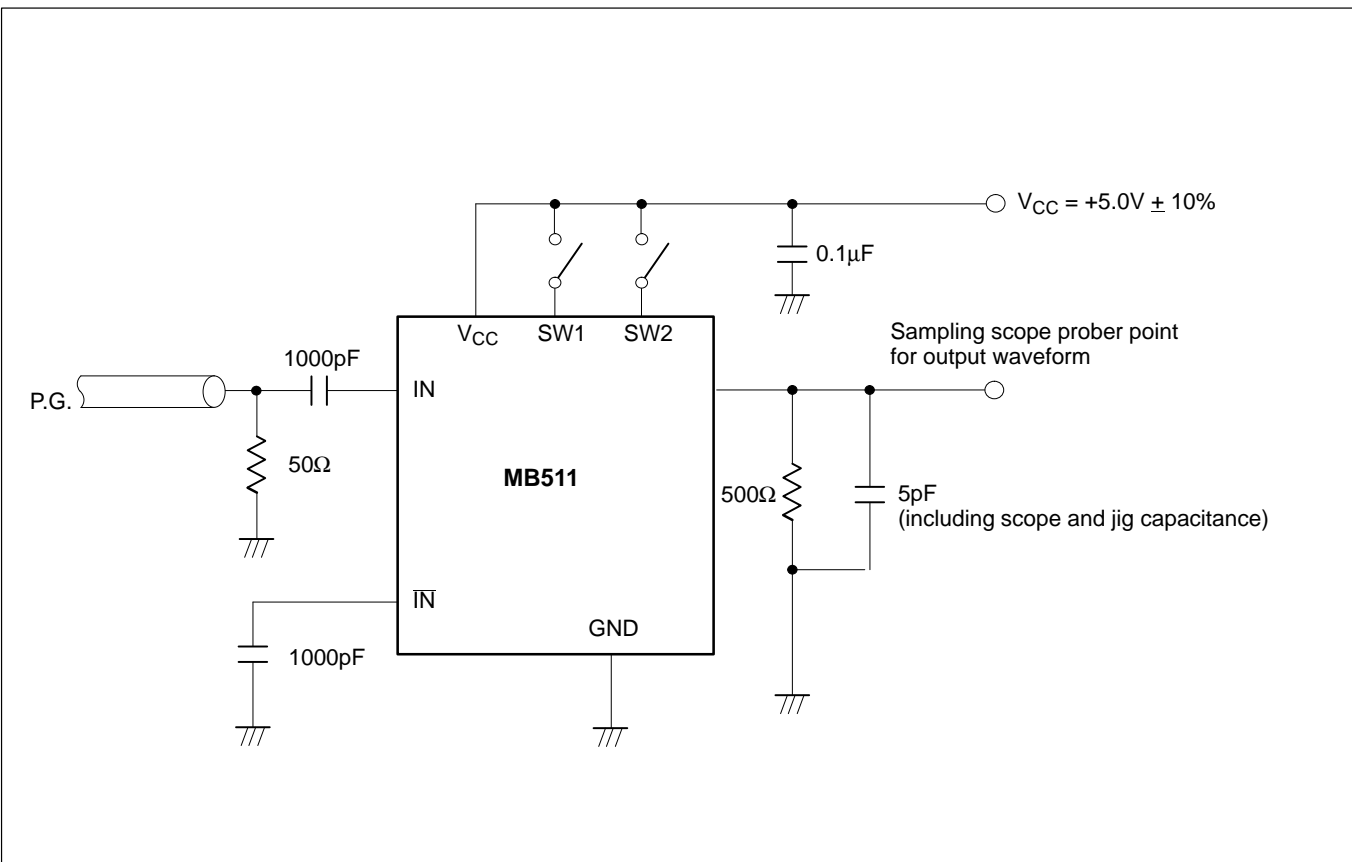 V_CC = +5.0V ± 10%
0.1µF
V_CC
SW1
SW2
Sampling scope prober point
for output waveform
1000pF
P.G.
IN
50Ω
MB511
500Ω
5pF
(including scope and jig capacitance)
I̅N̅
GND
1000pF